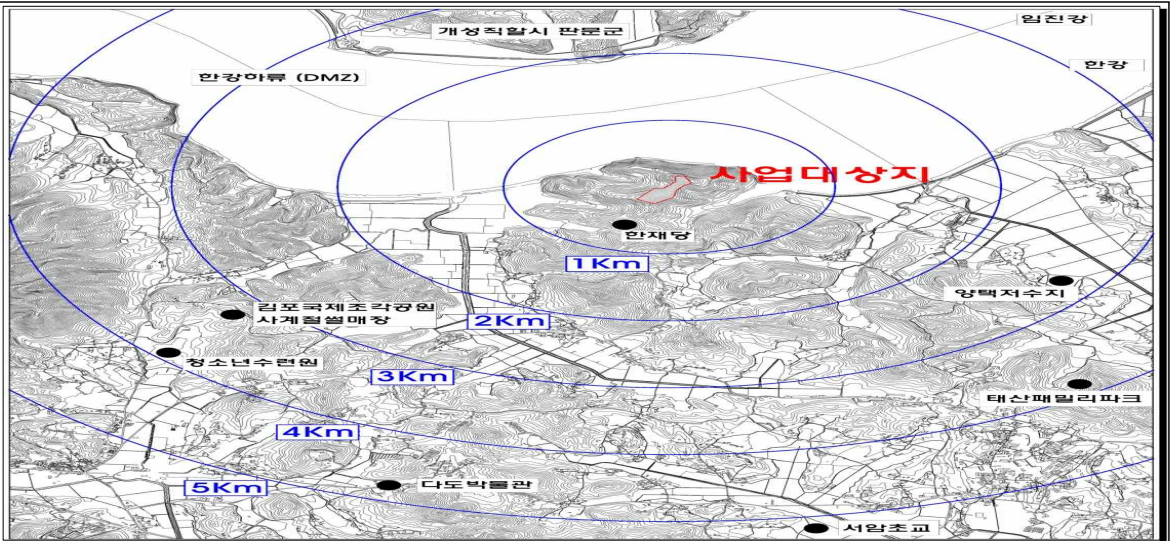 임진강
개성직할시 판문군
한강
한강하류 (DMZ)
사업대상지
한재당
1Km
양택저수지
김포국제조각공원
사계절썰매장
2Km
청소년수련원
3Km
태산패밀리파크
4Km
5Km
다도박물관
서암초교